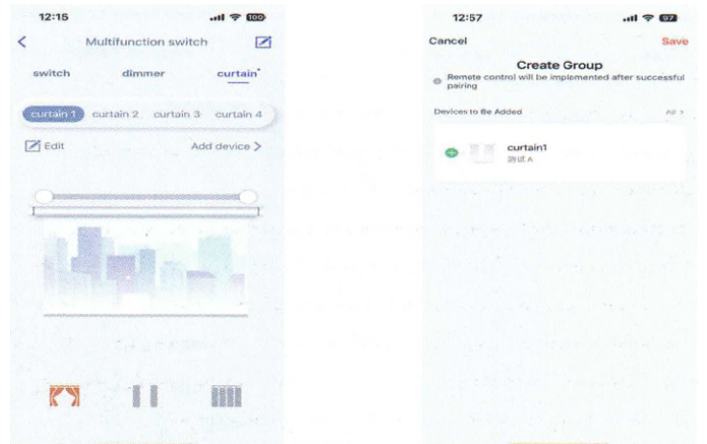 12:15
100
Multifunction switch
switch dimmer curtain
curtain 1 curtain 2 curtain 3 curtain 4
Edit Add device >
12:57
97
Cancel Save
Create Group
Remote control will be implemented after successful
pairing
Devices to Be Added All >
curtain1
测试 A